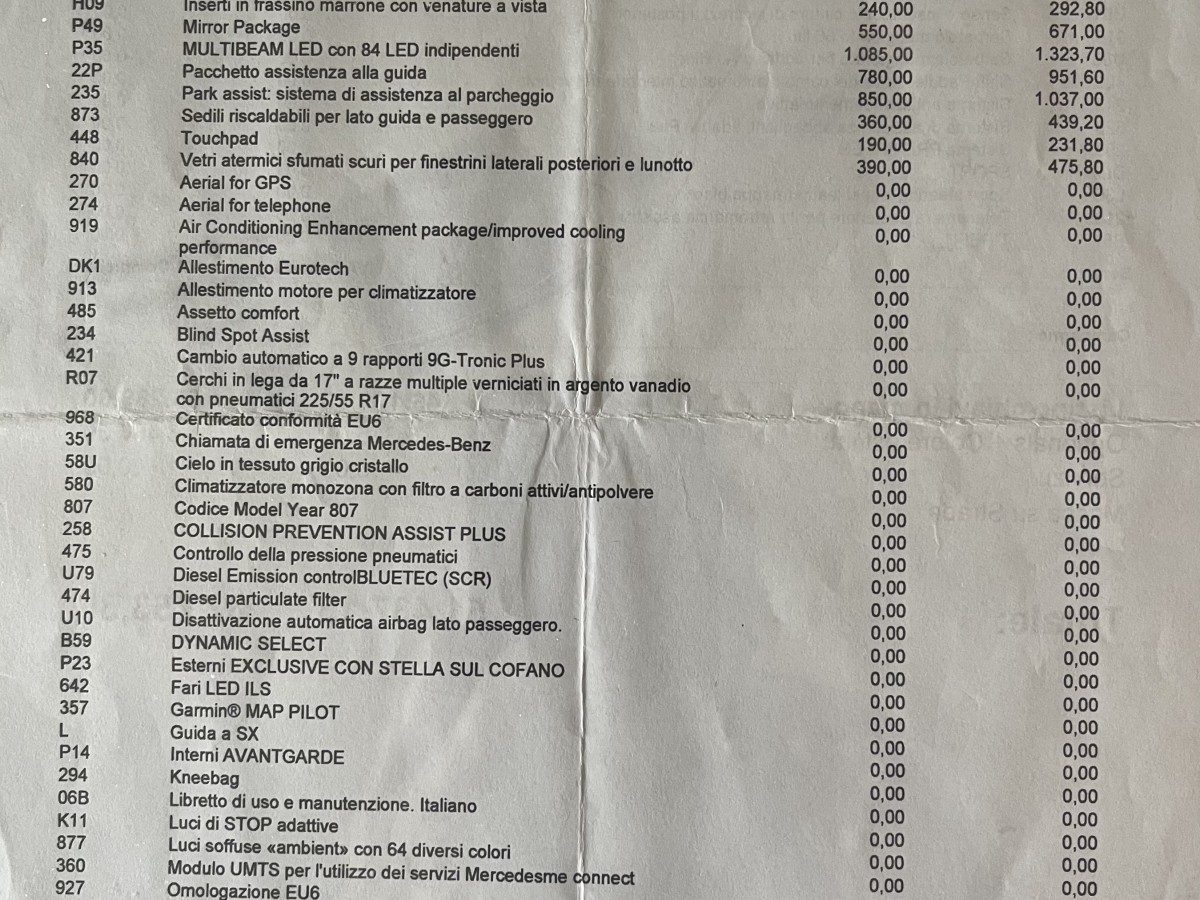 H09 Inserti in frassino marrone con venature a vista 240,00 292,80
P49 Mirror Package 550,00 671,00
P35 MULTIBEAM LED con 84 LED indipendenti 1.085,00 1.323,70
22P Pacchetto assistenza alla guida 780,00 951,60
235 Park assist: sistema di assistenza al parcheggio 850,00 1.037,00
873 Sedili riscaldabili per lato guida e passeggero 360,00 439,20
448 Touchpad 190,00 231,80
840 Vetri atermici sfumati scuri per finestrini laterali posteriori e lunotto 390,00 475,80
270 Aerial for GPS 0,00 0,00
274 Aerial for telephone 0,00 0,00
919 Air Conditioning Enhancement package/improved cooling 0,00 0,00
performance
DK1 Allestimento Eurotech 0,00 0,00
913 Allestimento motore per climatizzatore 0,00 0,00
485 Assetto comfort 0,00 0,00
234 Blind Spot Assist 0,00 0,00
421 Cambio automatico a 9 rapporti 9G-Tronic Plus 0,00 0,00
R07 Cerchi in lega da 17" a razze multiple verniciati in argento vanadio 0,00 0,00
con pneumatici 225/55 R17
968 Certificato conformità EU6 0,00 0,00
351 Chiamata di emergenza Mercedes-Benz 0,00 0,00
58U Cielo in tessuto grigio cristallo 0,00 0,00
580 Climatizzatore monozona con filtro a carboni attivi/antipolvere 0,00 0,00
807 Codice Model Year 807 0,00 0,00
258 COLLISION PREVENTION ASSIST PLUS 0,00 0,00
475 Controllo della pressione pneumatici 0,00 0,00
U79 Diesel Emission controlBLUETEC (SCR) 0,00 0,00
474 Diesel particulate filter 0,00 0,00
U10 Disattivazione automatica airbag lato passeggero. 0,00 0,00
B59 DYNAMIC SELECT 0,00 0,00
P23 Esterni EXCLUSIVE CON STELLA SUL COFANO 0,00 0,00
642 Fari LED ILS 0,00 0,00
357 Garmin® MAP PILOT 0,00 0,00
L Guida a SX 0,00 0,00
P14 Interni AVANTGARDE 0,00 0,00
294 Kneebag 0,00 0,00
06B Libretto di uso e manutenzione. Italiano 0,00 0,00
K11 Luci di STOP adattive 0,00 0,00
877 Luci soffuse «ambient» con 64 diversi colori 0,00 0,00
360 Modulo UMTS per l'utilizzo dei servizi Mercedesme connect 0,00 0,00
927 Omologazione EU6 0,00 0,00